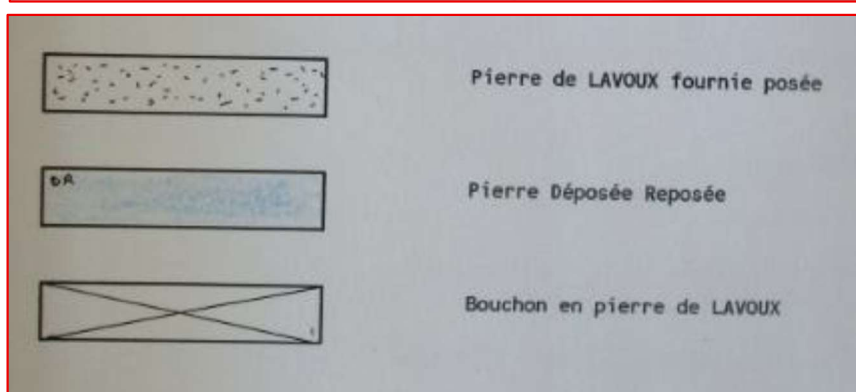 Pierre de LAVOUX fournie posée
DR
Pierre Déposée Reposée
Bouchon en pierre de LAVOUX